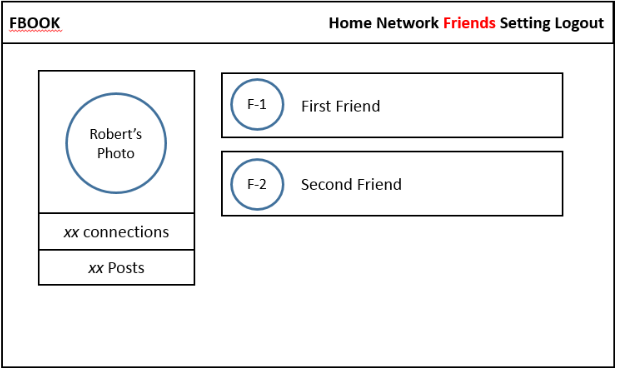 FBOOK
Home Network Friends Setting Logout
Robert's
Photo
xx connections
xx Posts
F-1
First Friend
F-2
Second Friend